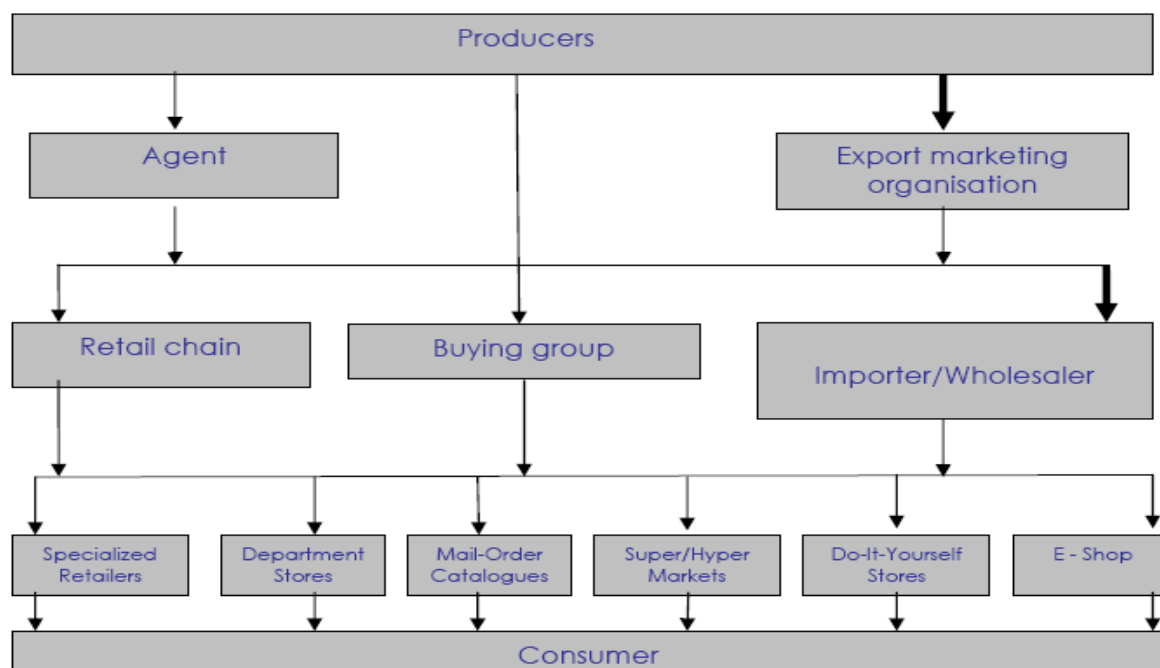 Producers
Agent
Export marketing
organisation
Retail chain
Buying group
Importer/Wholesaler
Specialized
Retailers
Department
Stores
Mail-Order
Catalogues
Super/Hyper
Markets
Do-It-Yourself
Stores
E - Shop
Consumer